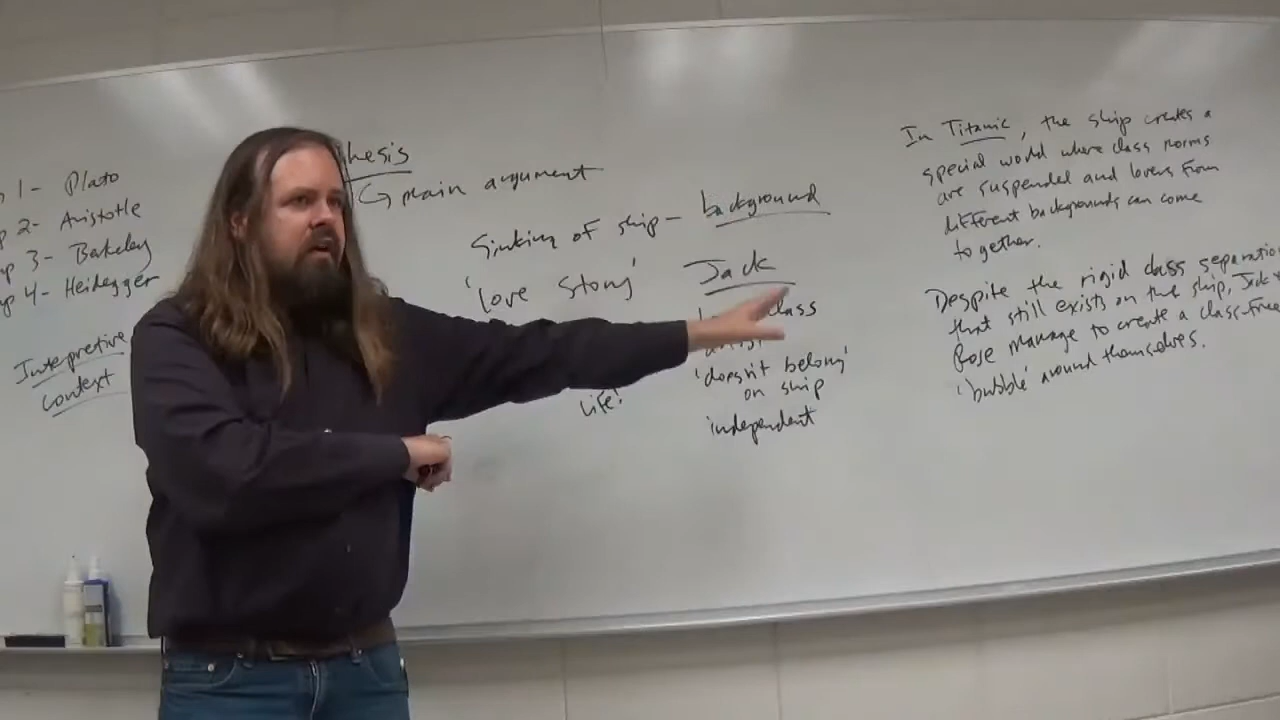 1- Plato
2- Aristotle
3- Berkeley
4- Heidegger
Interpretive
context
hesis
↳ main argument
Sinking of ship - background
'love story'
Life!
Jack
class
'doesn't belong'
on ship
independent
In Titanic, the ship creates a
special world where class norms
are suspended and lovers from
different backgrounds can come
together.
Despite the rigid class separation
that still exists on the ship, Jack
Rose manage to create a class-free
'bubble' around themselves.